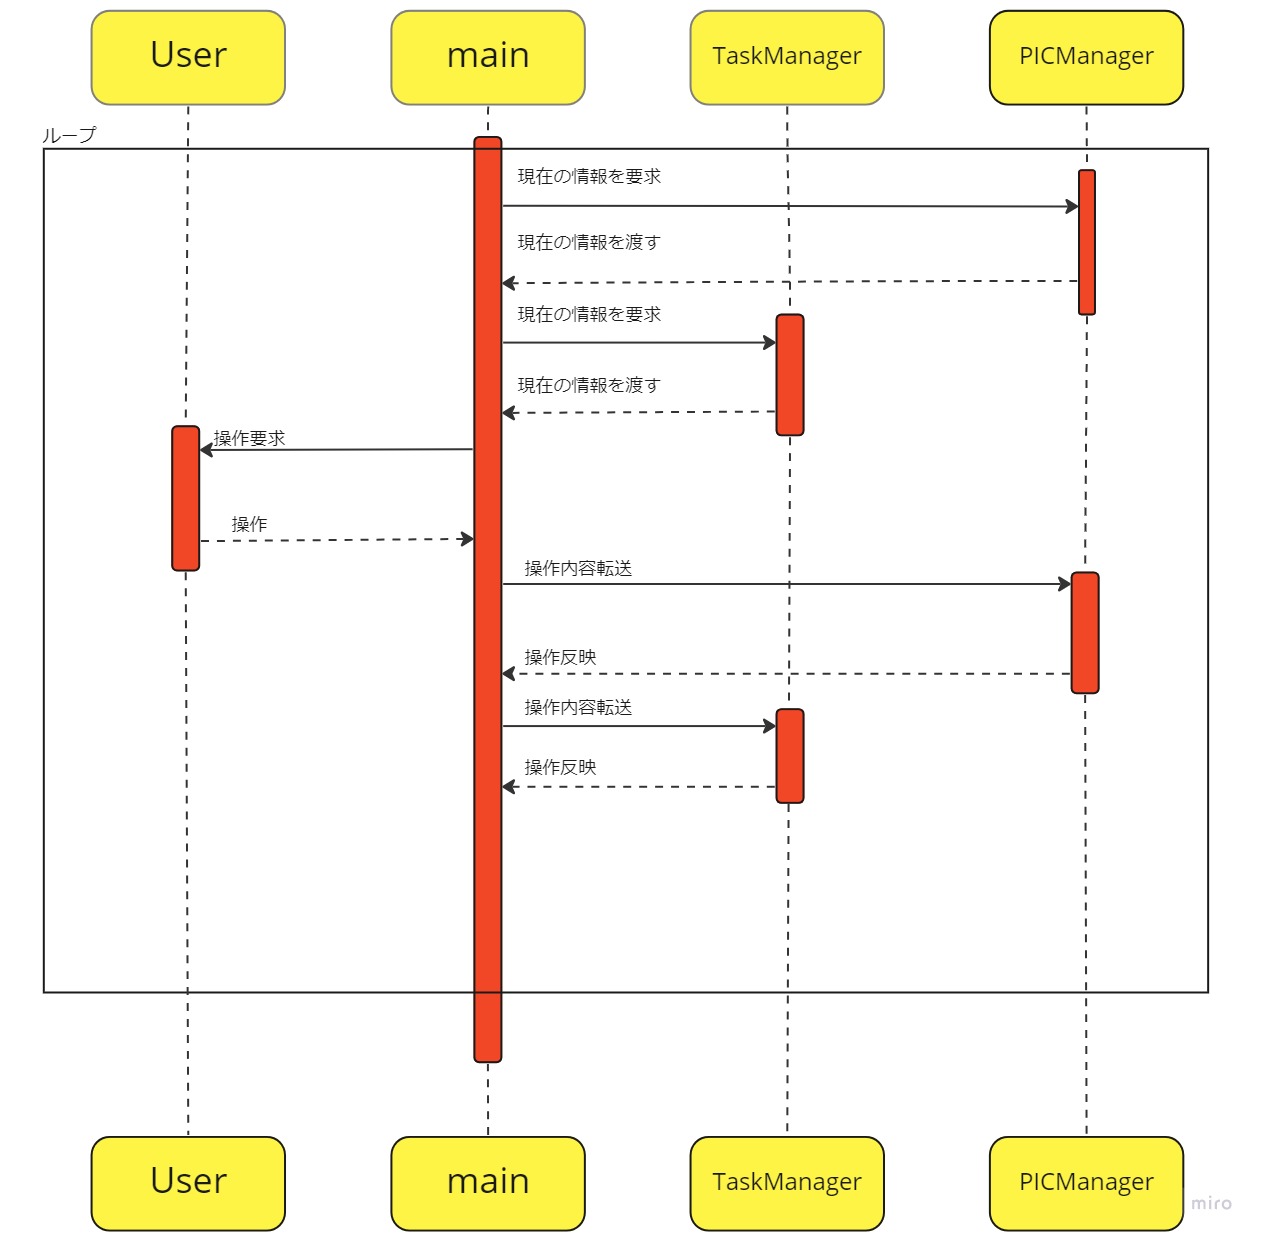 User
main
TaskManager
PICManager
ループ
現在の情報を要求
現在の情報を渡す
現在の情報を要求
現在の情報を渡す
操作要求
操作
操作内容転送
操作反映
操作内容転送
操作反映
User
main
TaskManager
PICManager
miro